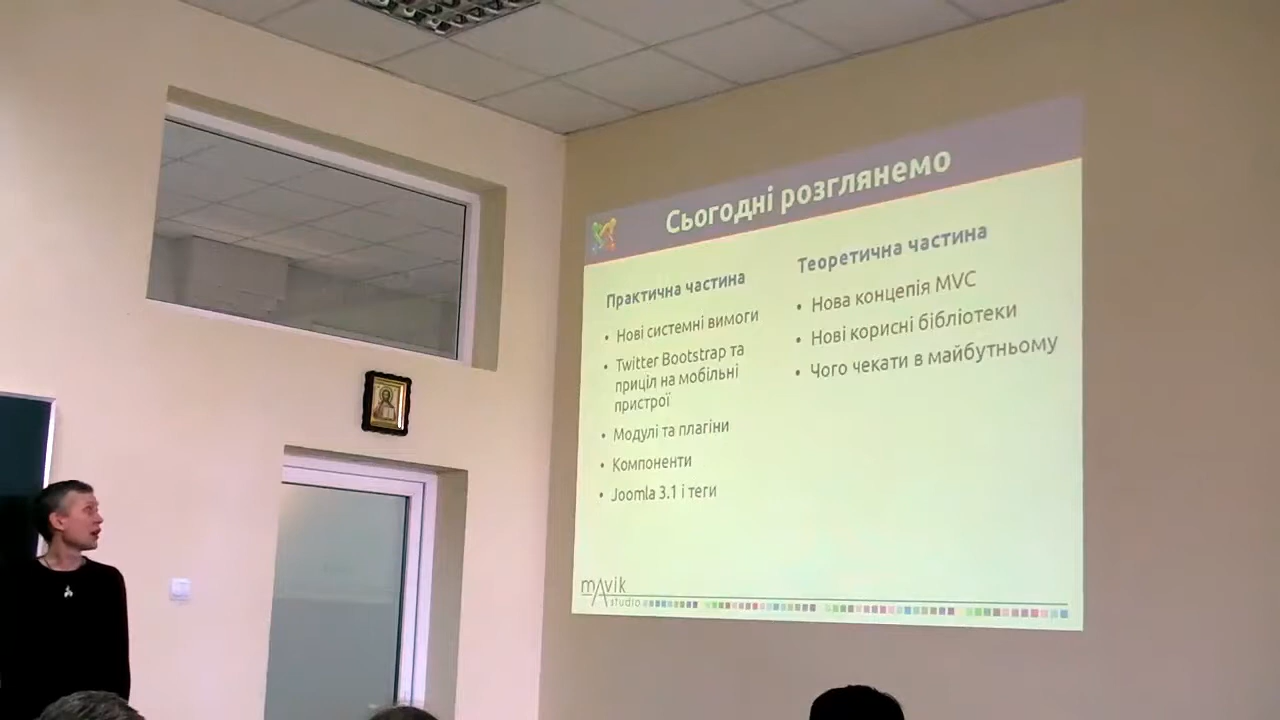 Сьогодні розглянемо
Практична частина
• Нові системні вимоги
• Twitter Bootstrap та
приціл на мобільні
пристрої
• Модулі та плагіни
• Компоненти
• Joomla 3.1 і теги
Теоретична частина
• Нова концепія MVC
• Нові корисні бібліотеки
• Чого чекати в майбутньому
mAvik
studio